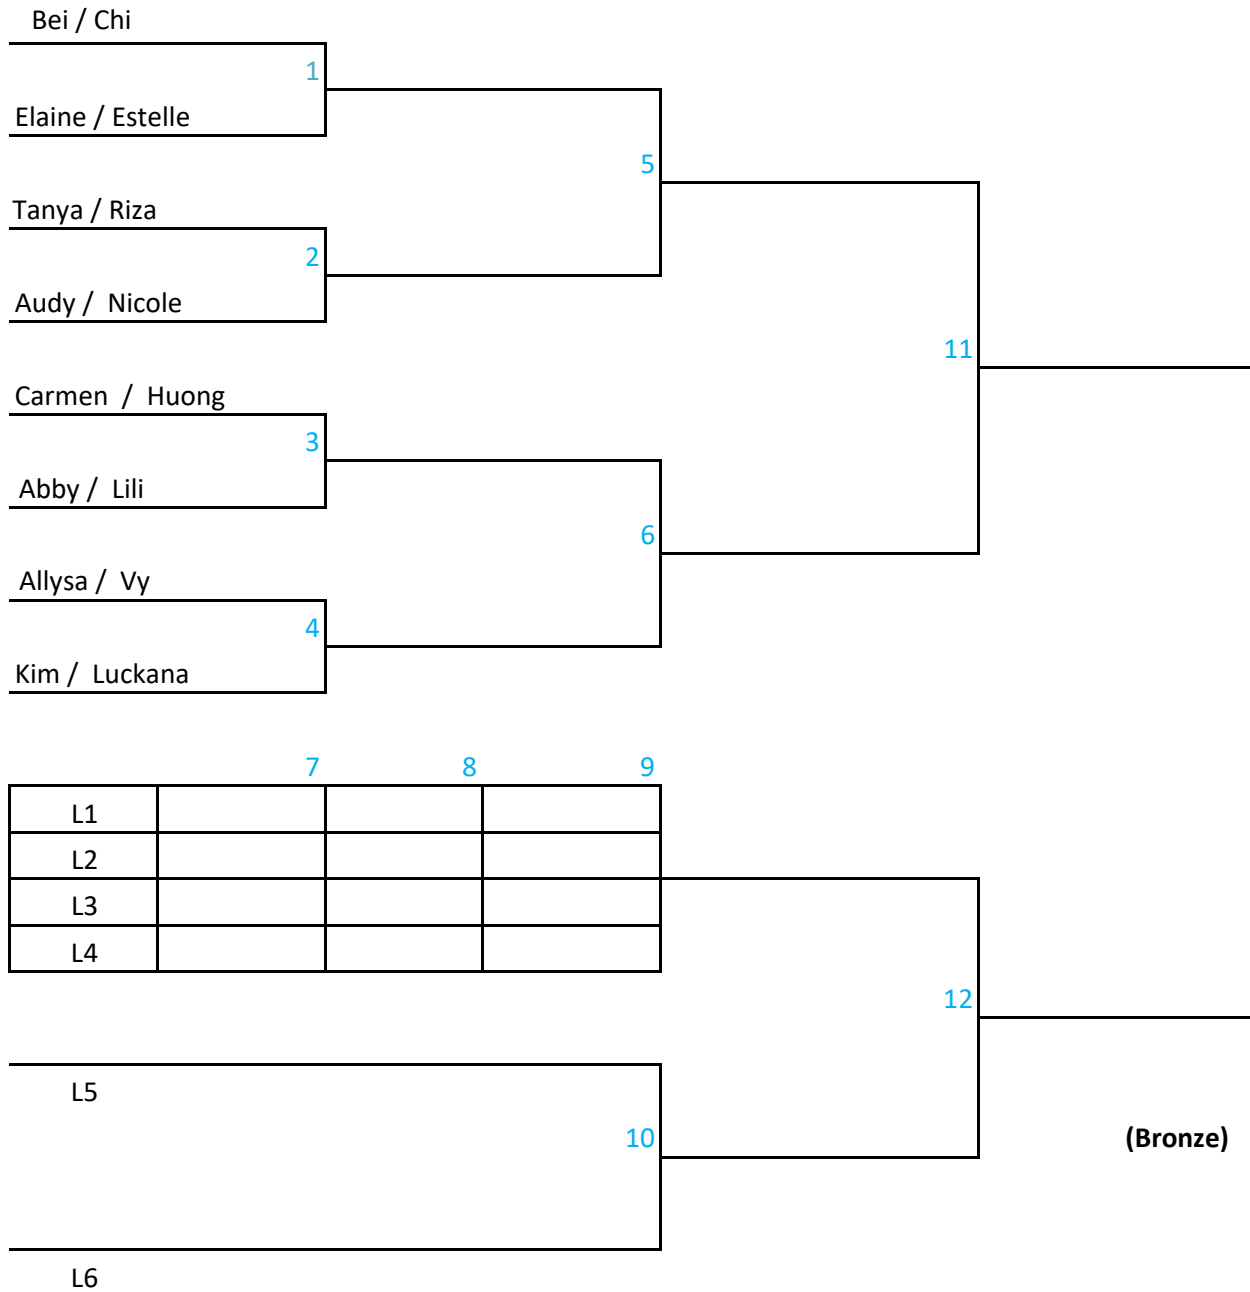 Bei / Chi
1
Elaine / Estelle
5
Tanya / Riza
2
Audy /  Nicole
11
Carmen  /  Huong
3
Abby /  Lili
6
Allysa /  Vy
4
Kim /  Luckana
7 8 9
L1
L2
L3
L4
12
L5
10
(Bronze)
L6